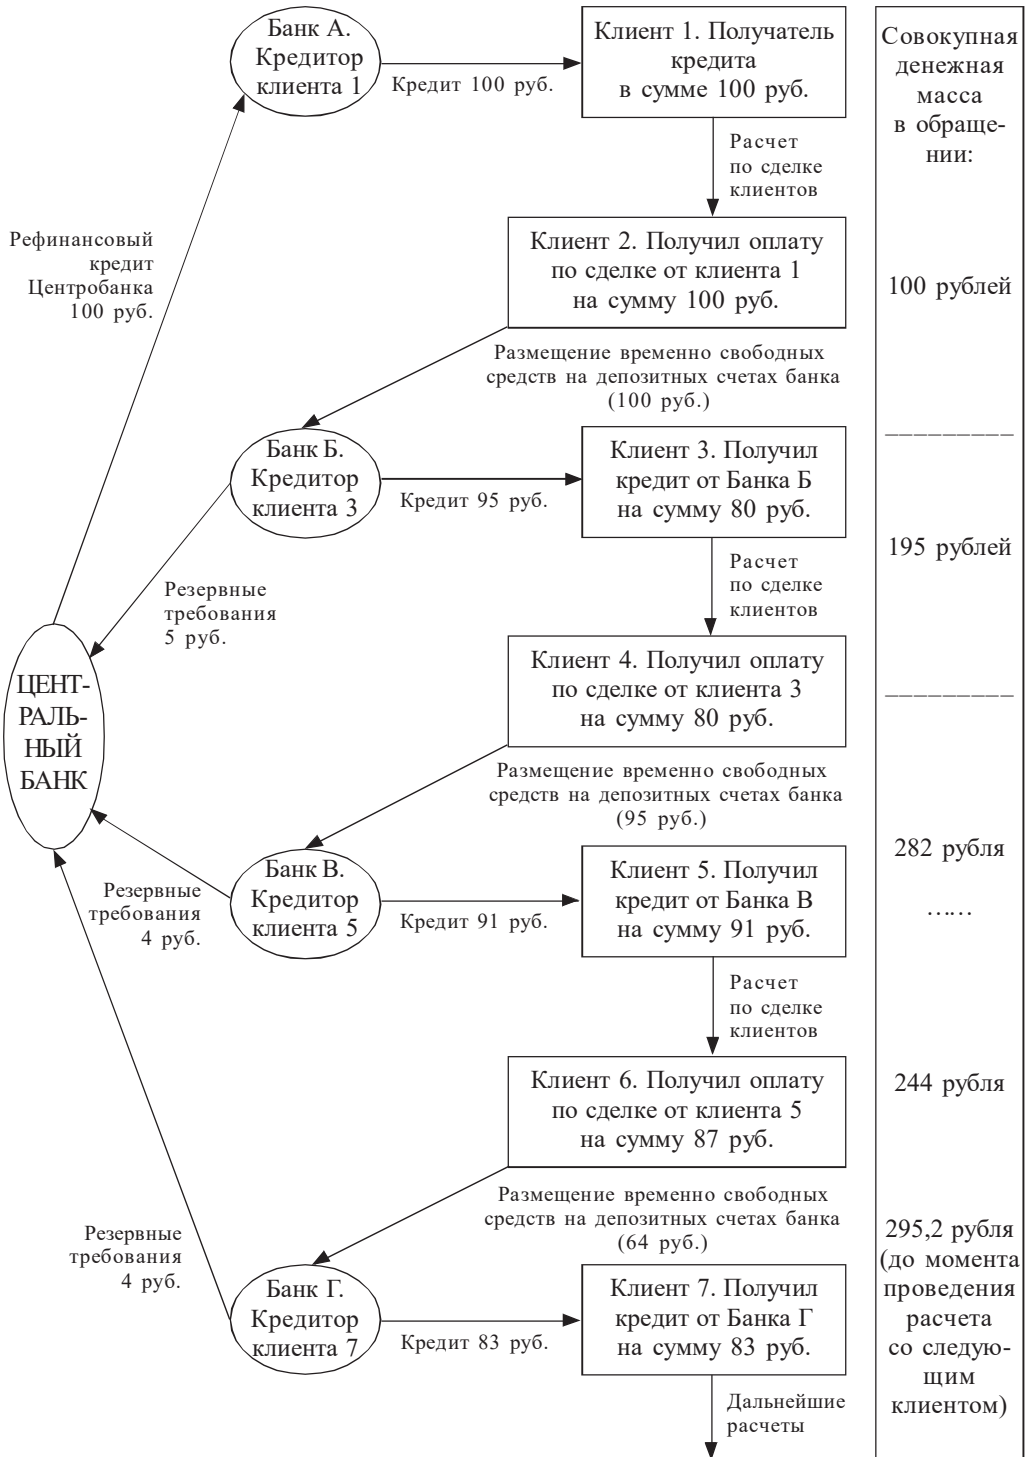 Банк А.
Кредитор
клиента 1
Кредит 100 руб.
Клиент 1. Получатель
кредита
в сумме 100 руб.
Совокупная
денежная
масса
в обраще-
нии:
Расчет
по сделке
клиентов
Рефинансовый
кредит
Центробанка
100 руб.
Клиент 2. Получил оплату
по сделке от клиента 1
на сумму 100 руб.
100 рублей
Размещение временно свободных
средств на депозитных счетах банка
(100 руб.)
_________
Банк Б.
Кредитор
клиента 3
Кредит 95 руб.
Клиент 3. Получил
кредит от Банка Б
на сумму 80 руб.
195 рублей
Расчет
по сделке
клиентов
Резервные
требования
5 руб.
ЦЕНТ-
РАЛЬ-
НЫЙ
БАНК
Клиент 4. Получил оплату
по сделке от клиента 3
на сумму 80 руб.
_________
Размещение временно свободных
средств на депозитных счетах банка
(95 руб.)
282 рубля
……
Банк В.
Кредитор
клиента 5
Резервные
требования
4 руб.
Кредит 91 руб.
Клиент 5. Получил
кредит от Банка В
на сумму 91 руб.
Расчет
по сделке
клиентов
Клиент 6. Получил оплату
по сделке от клиента 5
на сумму 87 руб.
244 рубля
Размещение временно свободных
средств на депозитных счетах банка
(64 руб.)
Резервные
требования
4 руб.
Банк Г.
Кредитор
клиента 7
Кредит 83 руб.
Клиент 7. Получил
кредит от Банка Г
на сумму 83 руб.
295,2 рубля
(до момента
проведения
расчета
со следую-
щим
клиентом)
Дальнейшие
расчеты